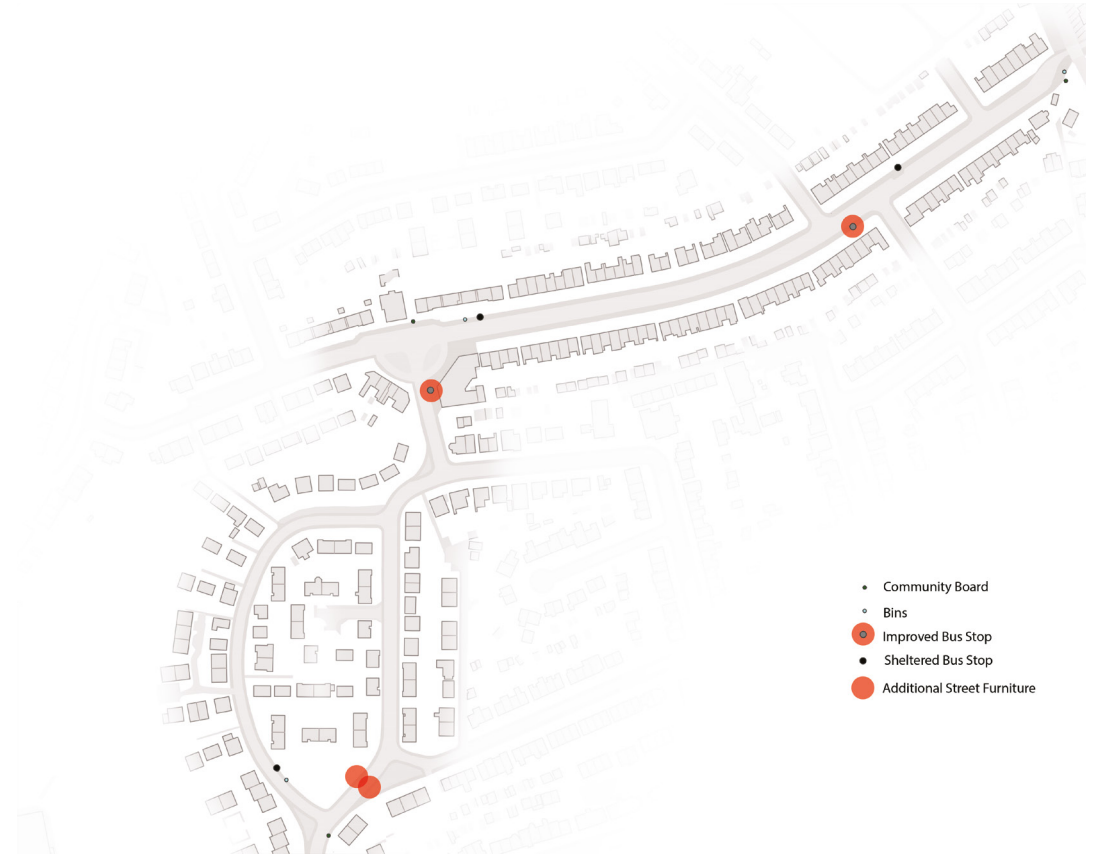 Community Board
Bins
Improved Bus Stop
Sheltered Bus Stop
Additional Street Furniture